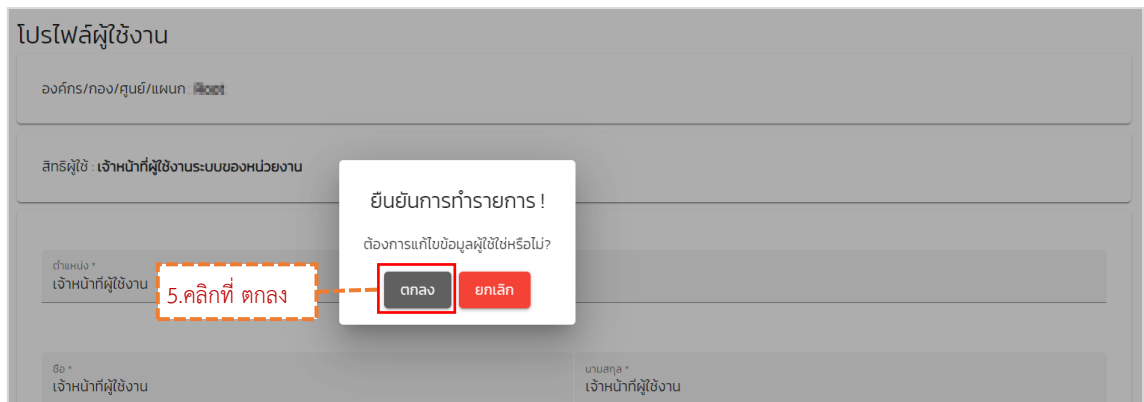 โปรไฟล์ผู้ใช้งาน
องค์กร/กอง/ศูนย์/แผนก :
สิทธิผู้ใช้ : เจ้าหน้าที่ผู้ใช้งานระบบของหน่วยงาน
ยืนยันการทำรายการ !
ต้องการแก้ไขข้อมูลผู้ใช้ใช่หรือไม่?
ตกลง ยกเลิก
5.คลิกที่ ตกลง
ตำแหน่ง *
เจ้าหน้าที่ผู้ใช้งาน
ชื่อ * นามสกุล *
เจ้าหน้าที่ผู้ใช้งาน เจ้าหน้าที่ผู้ใช้งาน